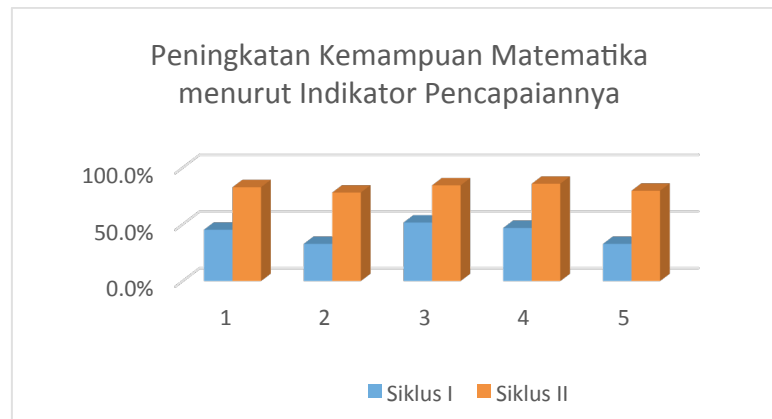 Peningkatan Kemampuan Matematika
menurut Indikator Pencapaiannya
100.0%
50.0%
0.0%
1 2 3 4 5
Siklus I Siklus II